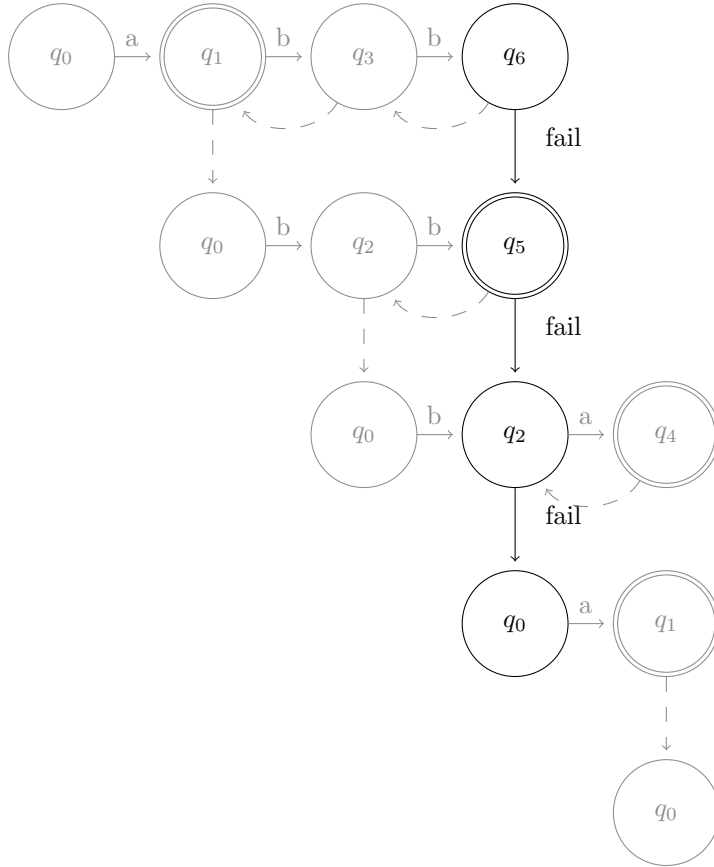 q₀ a q₁ b q₃ b q₆
fail
q₀ b q₂ b q₅
fail
q₀ b q₂ a q₄
fail
q₀ a q₁
q₀